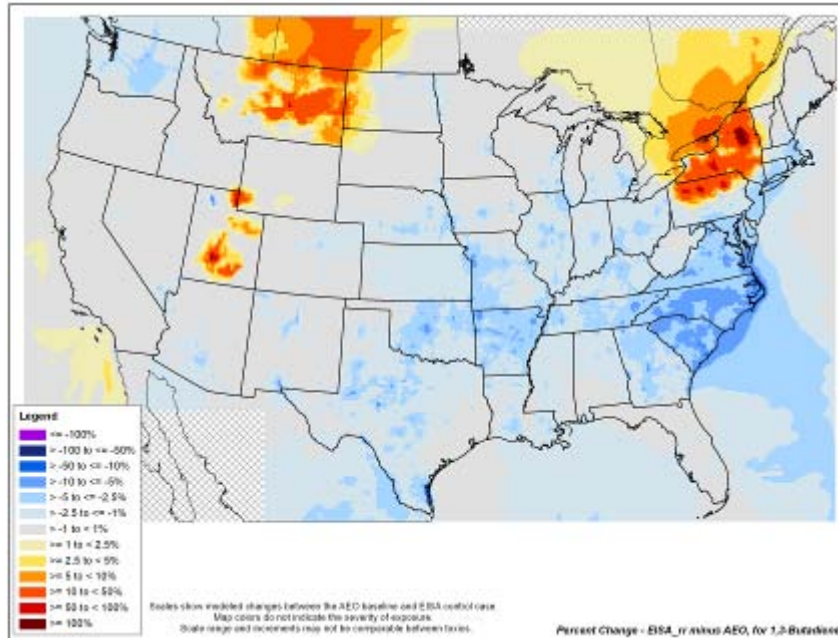 Legend
<= -100%
> -100 to <= -50%
> -50 to <= -10%
> -10 to <= -5%
> -5 to <= -2.5%
> -2.5 to <= -1%
> -1 to < 1%
>= 1 to < 2.5%
>= 2.5 to < 5%
>= 5 to < 10%
>= 10 to < 50%
>= 50 to < 100%
>= 100%
Scales show modeled changes between the AEO baseline and EISA control case.
Map colors do not indicate the severity of exposure.
Scale range and increments may not be comparable between toxics.
Percent Change - EISA_rr minus AEO, for 1,3-Butadiene